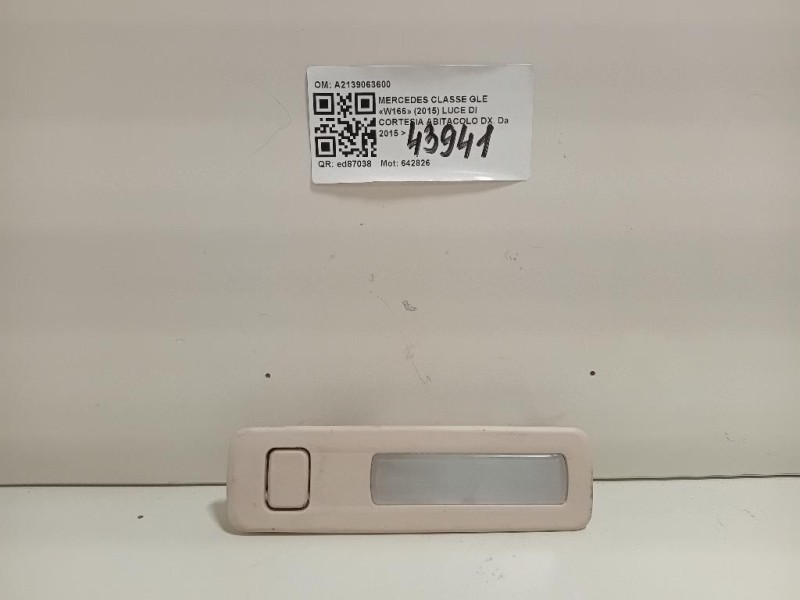 OM: A2139063600
MERCEDES CLASSE GLE
«W166» (2015) LUCE DI
CORTESIA ABITACOLO DX Da
2015 >
43941
QR: ed87038 Mot: 642826